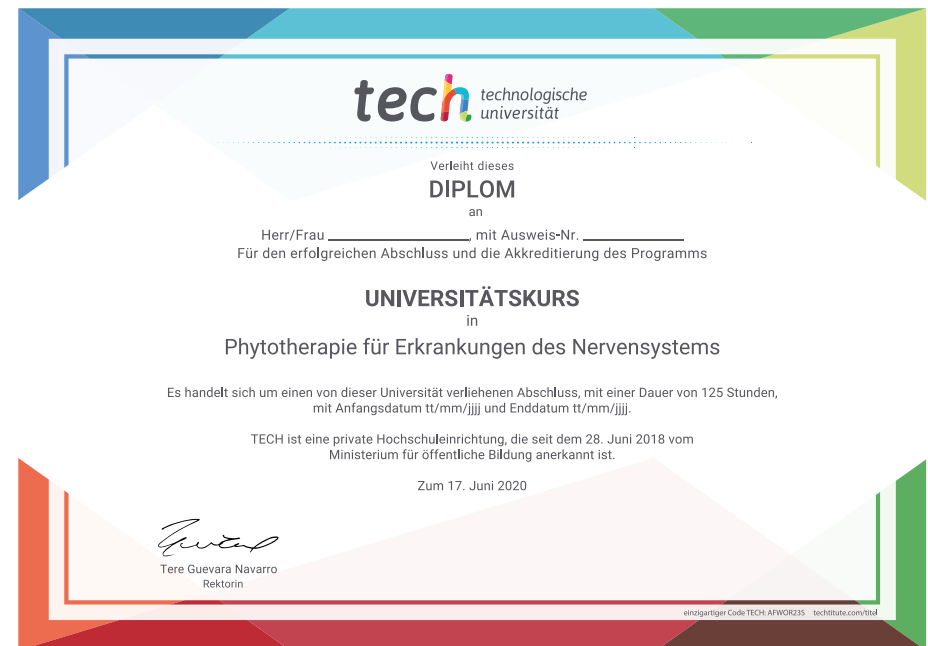 tech technologische
universität
Verleiht dieses
DIPLOM
an
Herr/Frau ____________________, mit Ausweis-Nr. ______________
Für den erfolgreichen Abschluss und die Akkreditierung des Programms
UNIVERSITÄTSKURS
in
Phytotherapie für Erkrankungen des Nervensystems
Es handelt sich um einen von dieser Universität verliehenen Abschluss, mit einer Dauer von 125 Stunden,
mit Anfangsdatum tt/mm/jjjj und Enddatum tt/mm/jjjj.
TECH ist eine private Hochschuleinrichtung, die seit dem 28. Juni 2018 vom
Ministerium für öffentliche Bildung anerkannt ist.
Zum 17. Juni 2020
Tere Guevara Navarro
Rektorin
einzigartiger Code TECH: AFWOR23S techtitute.com/titel